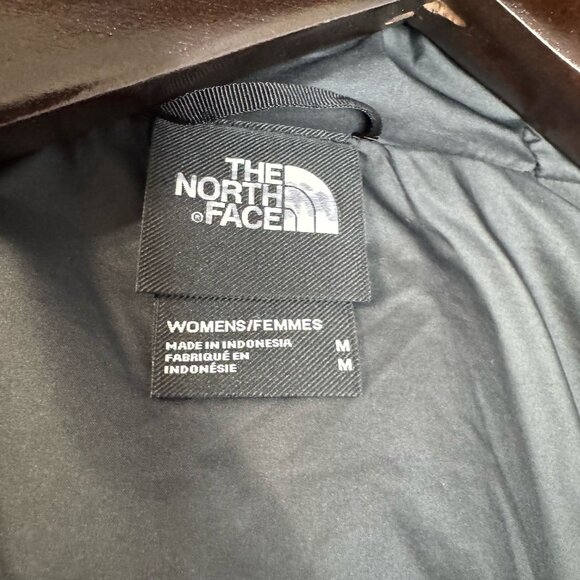 THE
NORTH
® FACE
WOMENS/FEMMES
MADE IN INDONESIA M
FABRIQUÉ EN M
INDONÉSIE